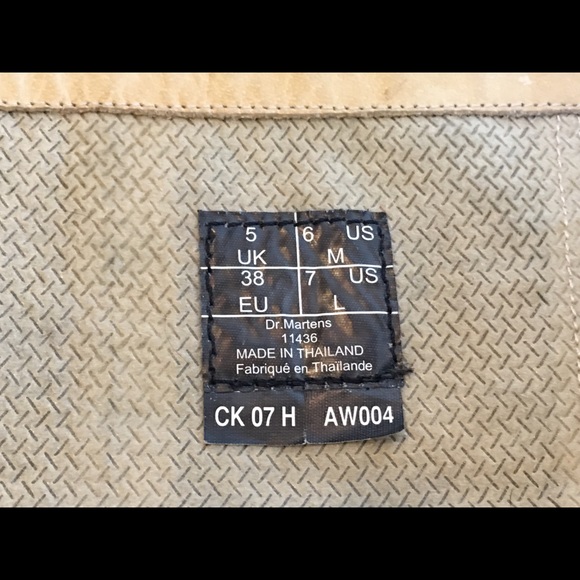 5 UK
6 US M
38 EU
7 US L
Dr.Martens
11436
MADE IN THAILAND
Fabriqué en Thaïlande
CK 07 H AW004